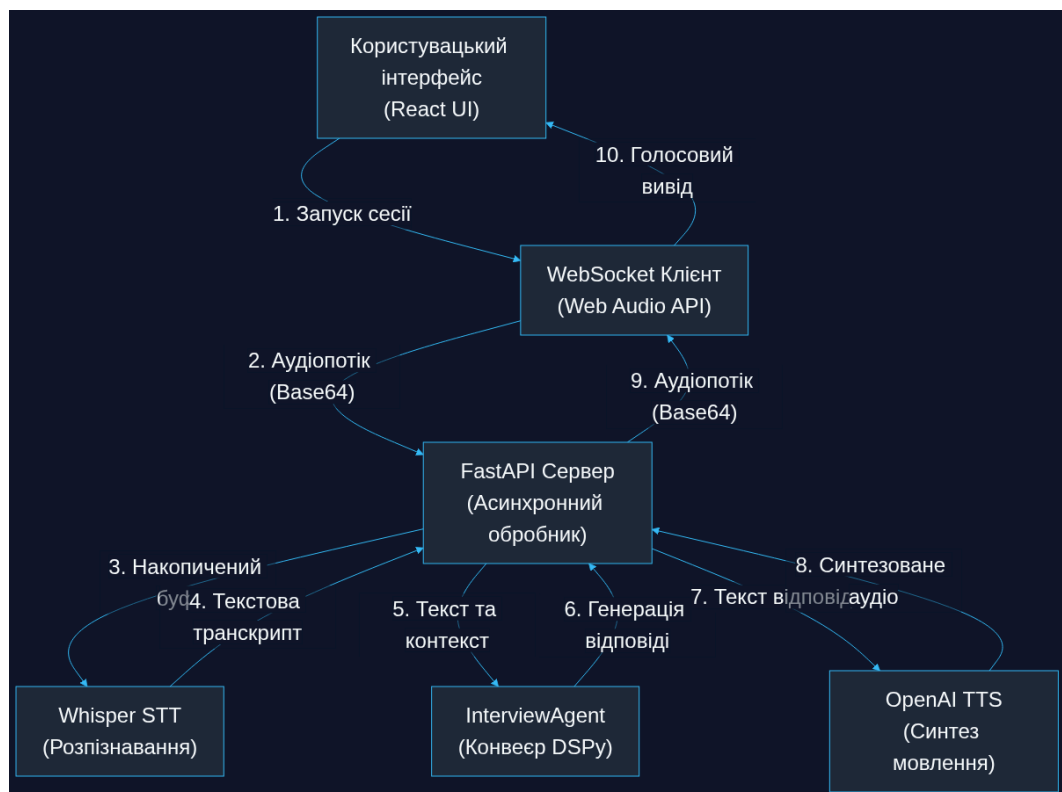 Користувацький
інтерфейс
(React UI)
10. Голосовий
вивід
1. Запуск сесії
WebSocket Клієнт
(Web Audio API)
2. Аудіопотік
(Base64)
9. Аудіопотік
(Base64)
FastAPI Сервер
(Асинхронний
обробник)
3. Накопичений
4. Текстова
транскрипт
5. Текст та
контекст
6. Генерація
відповіді
7. Текст
8. Синтезоване
аудіо
Whisper STT
(Розпізнавання)
InterviewAgent
(Конвеєр DSPy)
OpenAI TTS
(Синтез
мовлення)